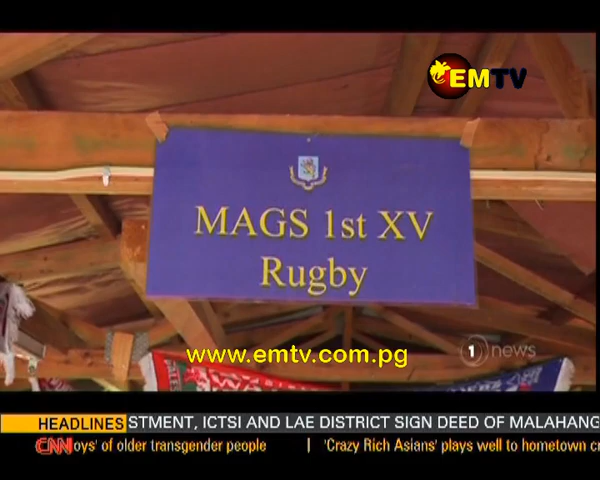 EMTV
MAGS 1st XV
Rugby
www.emtv.com.pg
1 news
HEADLINES STMENT, ICTSI AND LAE DISTRICT SIGN DEED OF MALAHANG
CNN oys' of older transgender people | 'Crazy Rich Asians' plays well to hometown cr